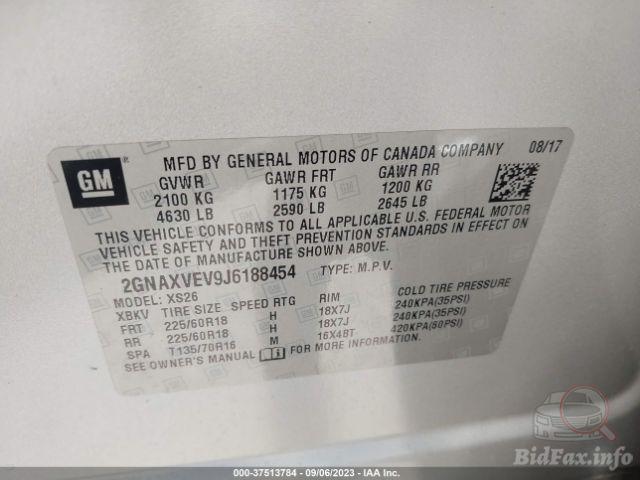 GM
MFD BY GENERAL MOTORS OF CANADA COMPANY 08/17
GVWR GAWR FRT GAWR RR
2100 KG 1175 KG 1200 KG
4630 LB 2590 LB 2645 LB
THIS VEHICLE CONFORMS TO ALL APPLICABLE U.S. FEDERAL MOTOR
VEHICLE SAFETY AND THEFT PREVENTION STANDARDS IN EFFECT ON
THE DATE OF MANUFACTURE SHOWN ABOVE.
2GNAXVEV9J6188454 TYPE: M.P.V.
MODEL: XS26
XBKV TIRE SIZE SPEED RTG RIM COLD TIRE PRESSURE
FRT 225/60R18 H 18X7J 240KPA(35PSI)
RR 225/60R18 H 18X7J 240KPA(35PSI)
SPA T135/70R16 M 16X4BT 420KPA(60PSI)
SEE OWNER'S MANUAL FOR MORE INFORMATION.
000-37513784 - 09/06/2023 - IAA Inc.
BidFax.info